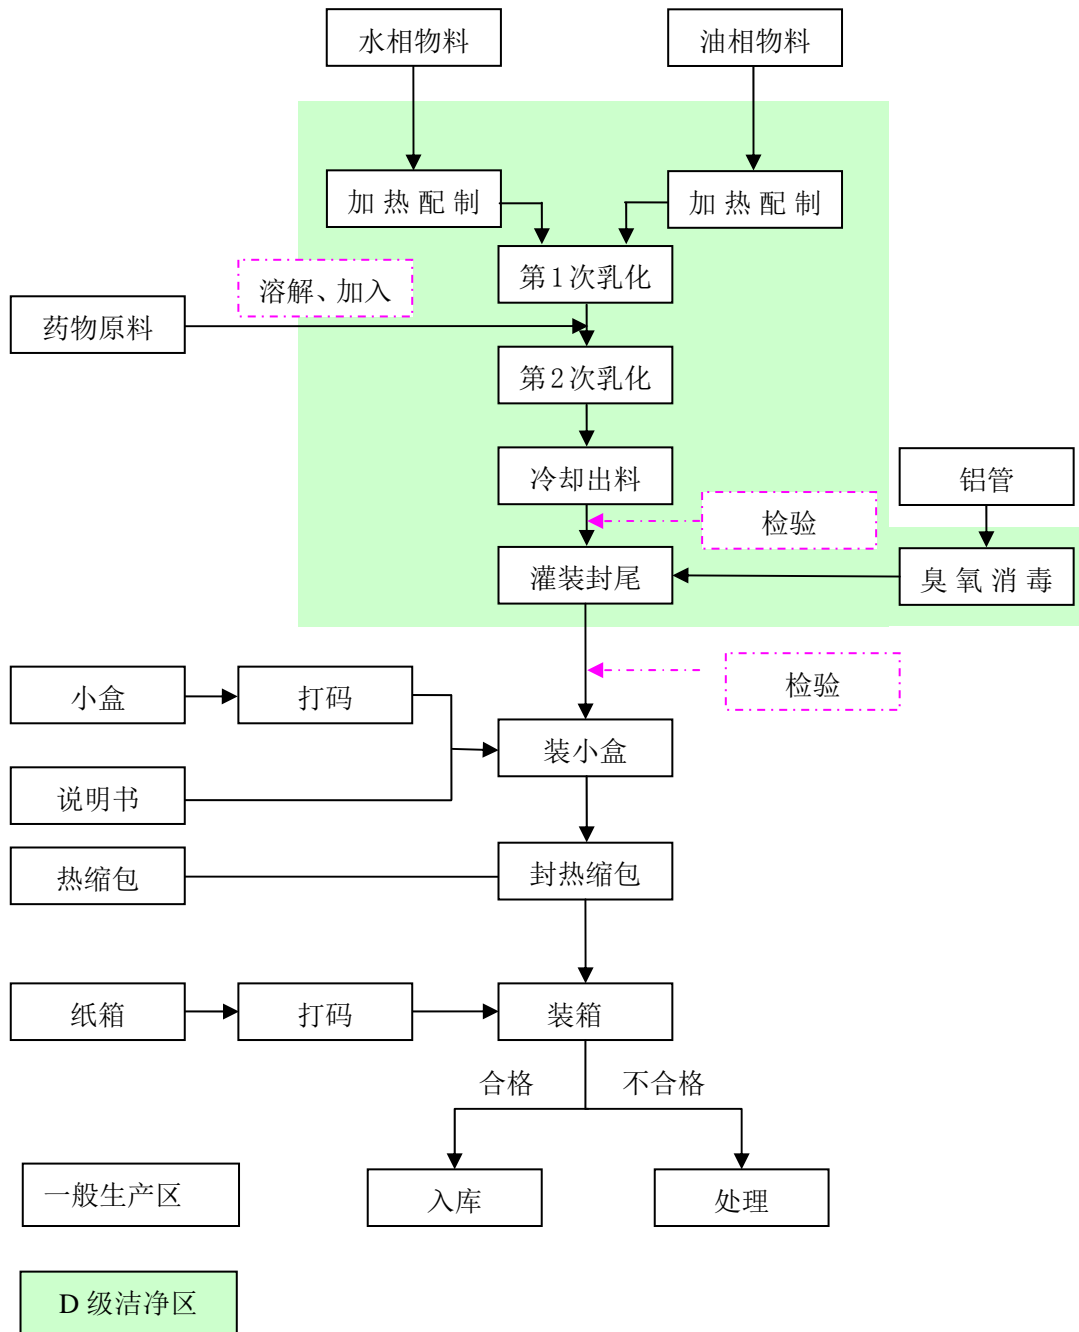 水相物料
油相物料
加热配制
加热配制
第1次乳化
溶解、加入
药物原料
第2次乳化
冷却出料
铝管
检验
灌装封尾
臭氧消毒
小盒
打码
检验
装小盒
说明书
热缩包
封热缩包
纸箱
打码
装箱
合格
不合格
一般生产区
入库
处理
D 级洁净区